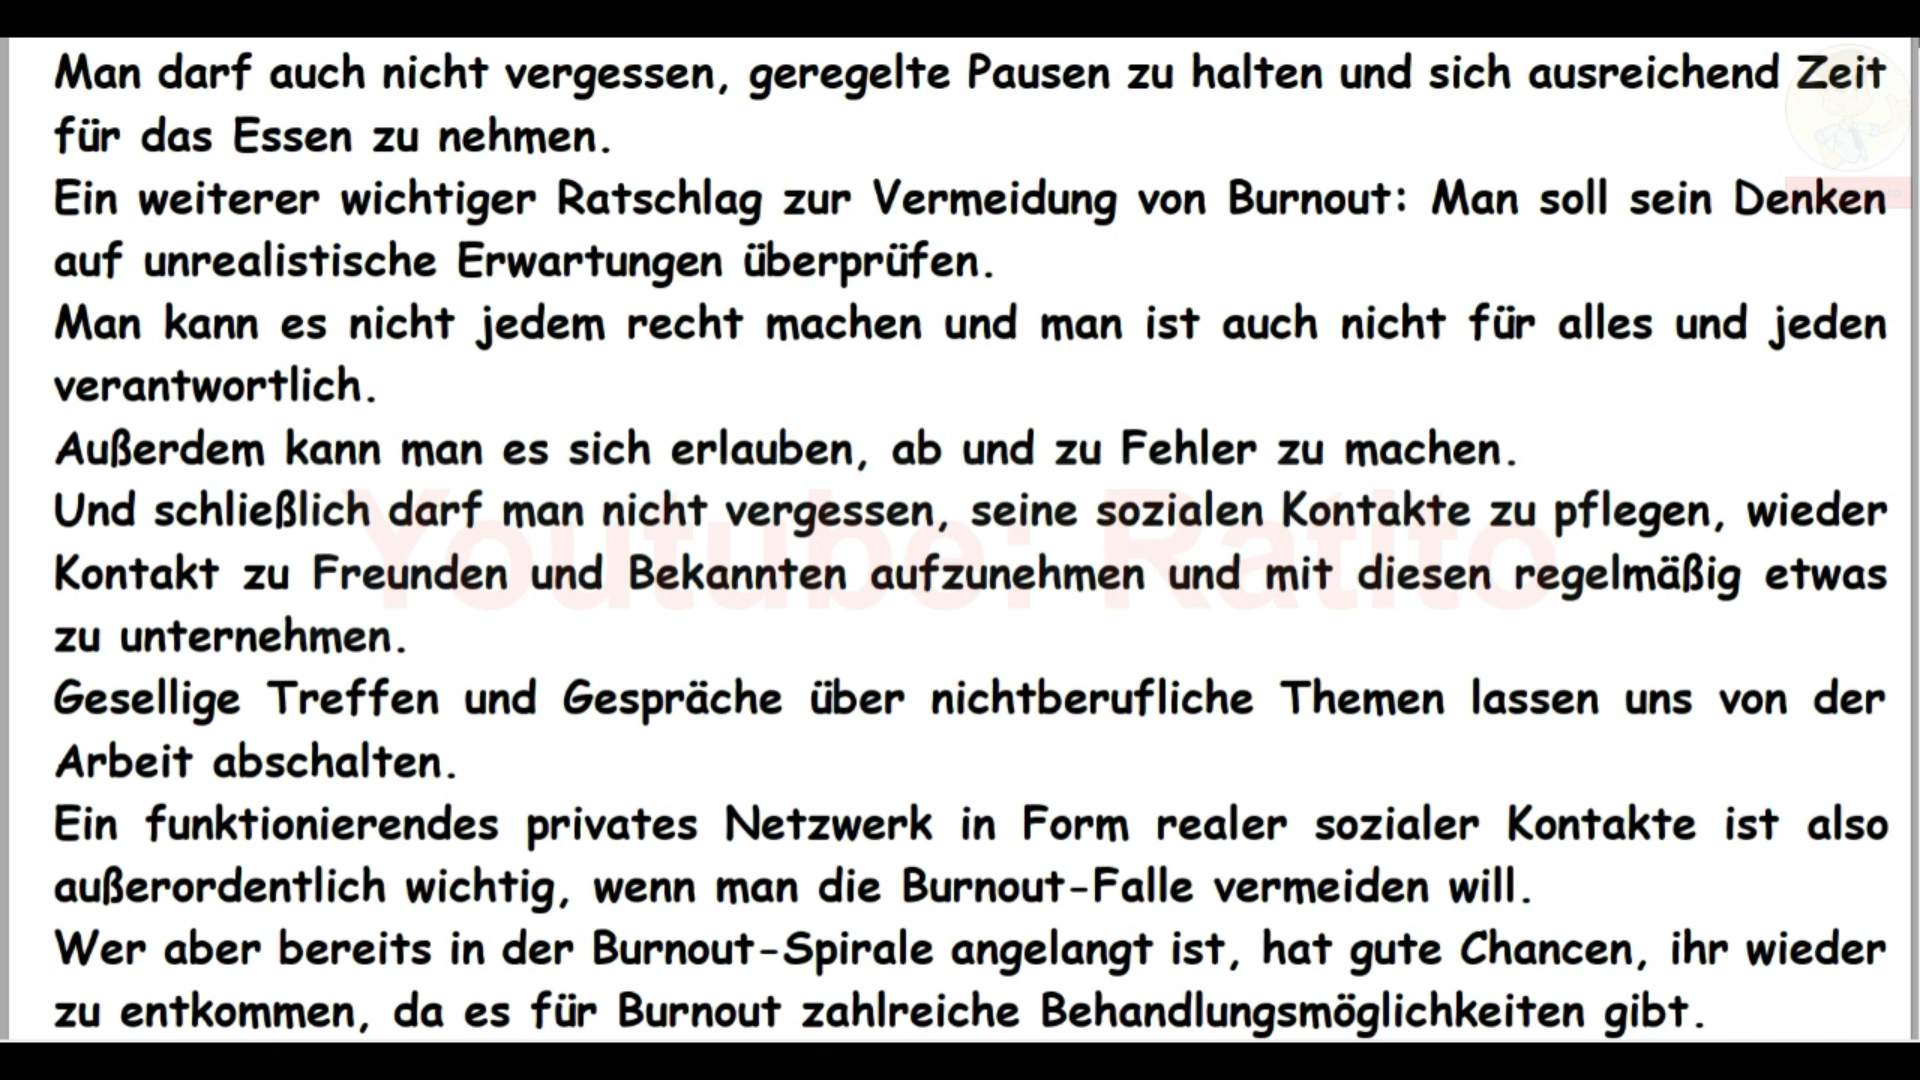 Man darf auch nicht vergessen, geregelte Pausen zu halten und sich ausreichend Zeit
für das Essen zu nehmen.
Ein weiterer wichtiger Ratschlag zur Vermeidung von Burnout: Man soll sein Denken
auf unrealistische Erwartungen überprüfen.
Man kann es nicht jedem recht machen und man ist auch nicht für alles und jeden
verantwortlich.
Außerdem kann man es sich erlauben, ab und zu Fehler zu machen.
Und schließlich darf man nicht vergessen, seine sozialen Kontakte zu pflegen, wieder
Kontakt zu Freunden und Bekannten aufzunehmen und mit diesen regelmäßig etwas
zu unternehmen.
Youtube: Ratito
Gesellige Treffen und Gespräche über nichtberufliche Themen lassen uns von der
Arbeit abschalten.
Ein funktionierendes privates Netzwerk in Form realer sozialer Kontakte ist also
außerordentlich wichtig, wenn man die Burnout-Falle vermeiden will.
Wer aber bereits in der Burnout-Spirale angelangt ist, hat gute Chancen, ihr wieder
zu entkommen, da es für Burnout zahlreiche Behandlungsmöglichkeiten gibt.